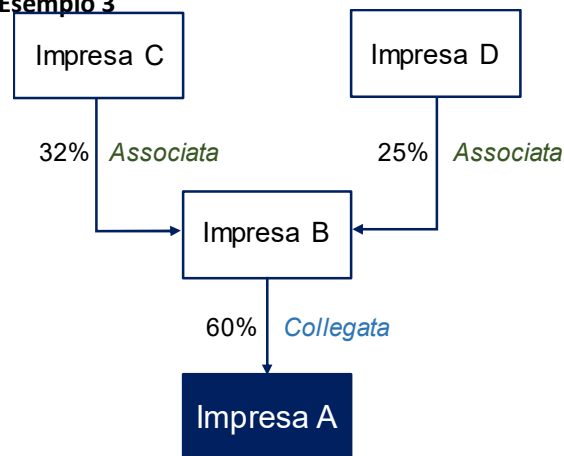 Esempio 3
Impresa C
Impresa D
32% Associata
25% Associata
Impresa B
60% Collegata
Impresa A